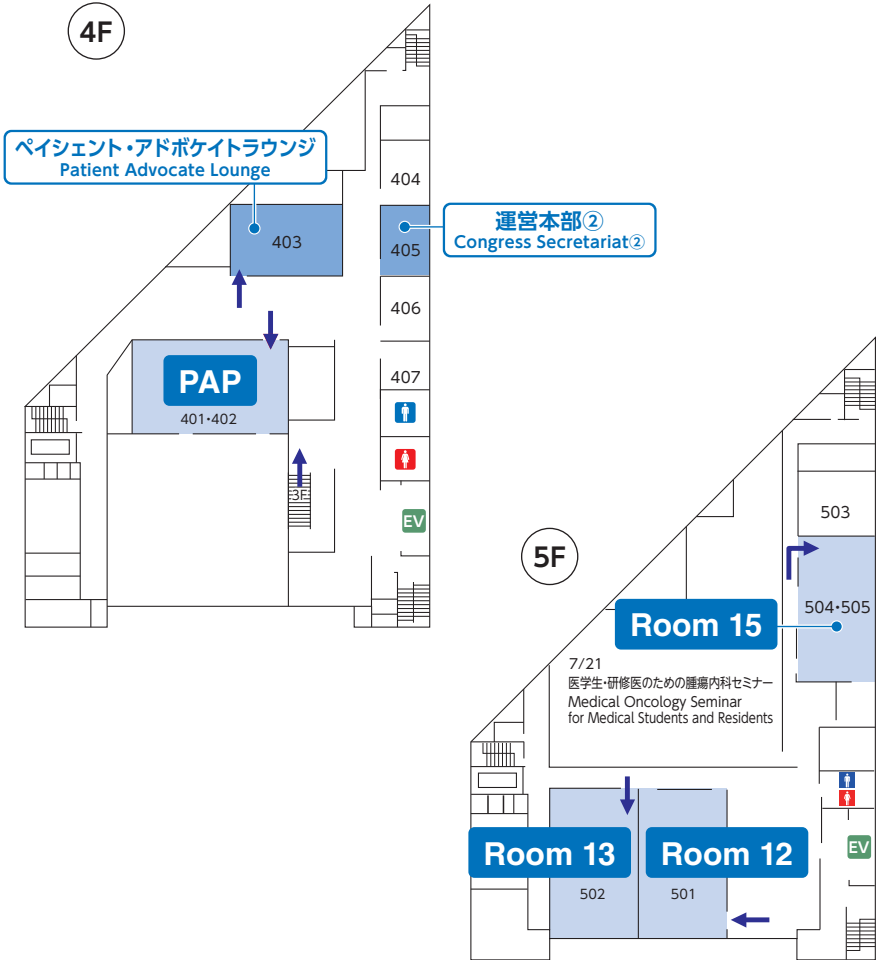 4F
ペイシェント・アドボケイトラウンジ
Patient Advocate Lounge
404
403
運営本部②
Congress Secretariat②
405
406
PAP
401・402
407
3F
EV
5F
503
504・505
Room 15
7/21
医学生・研修医のための腫瘍内科セミナー
Medical Oncology Seminar
for Medical Students and Residents
Room 13
Room 12
EV
502
501